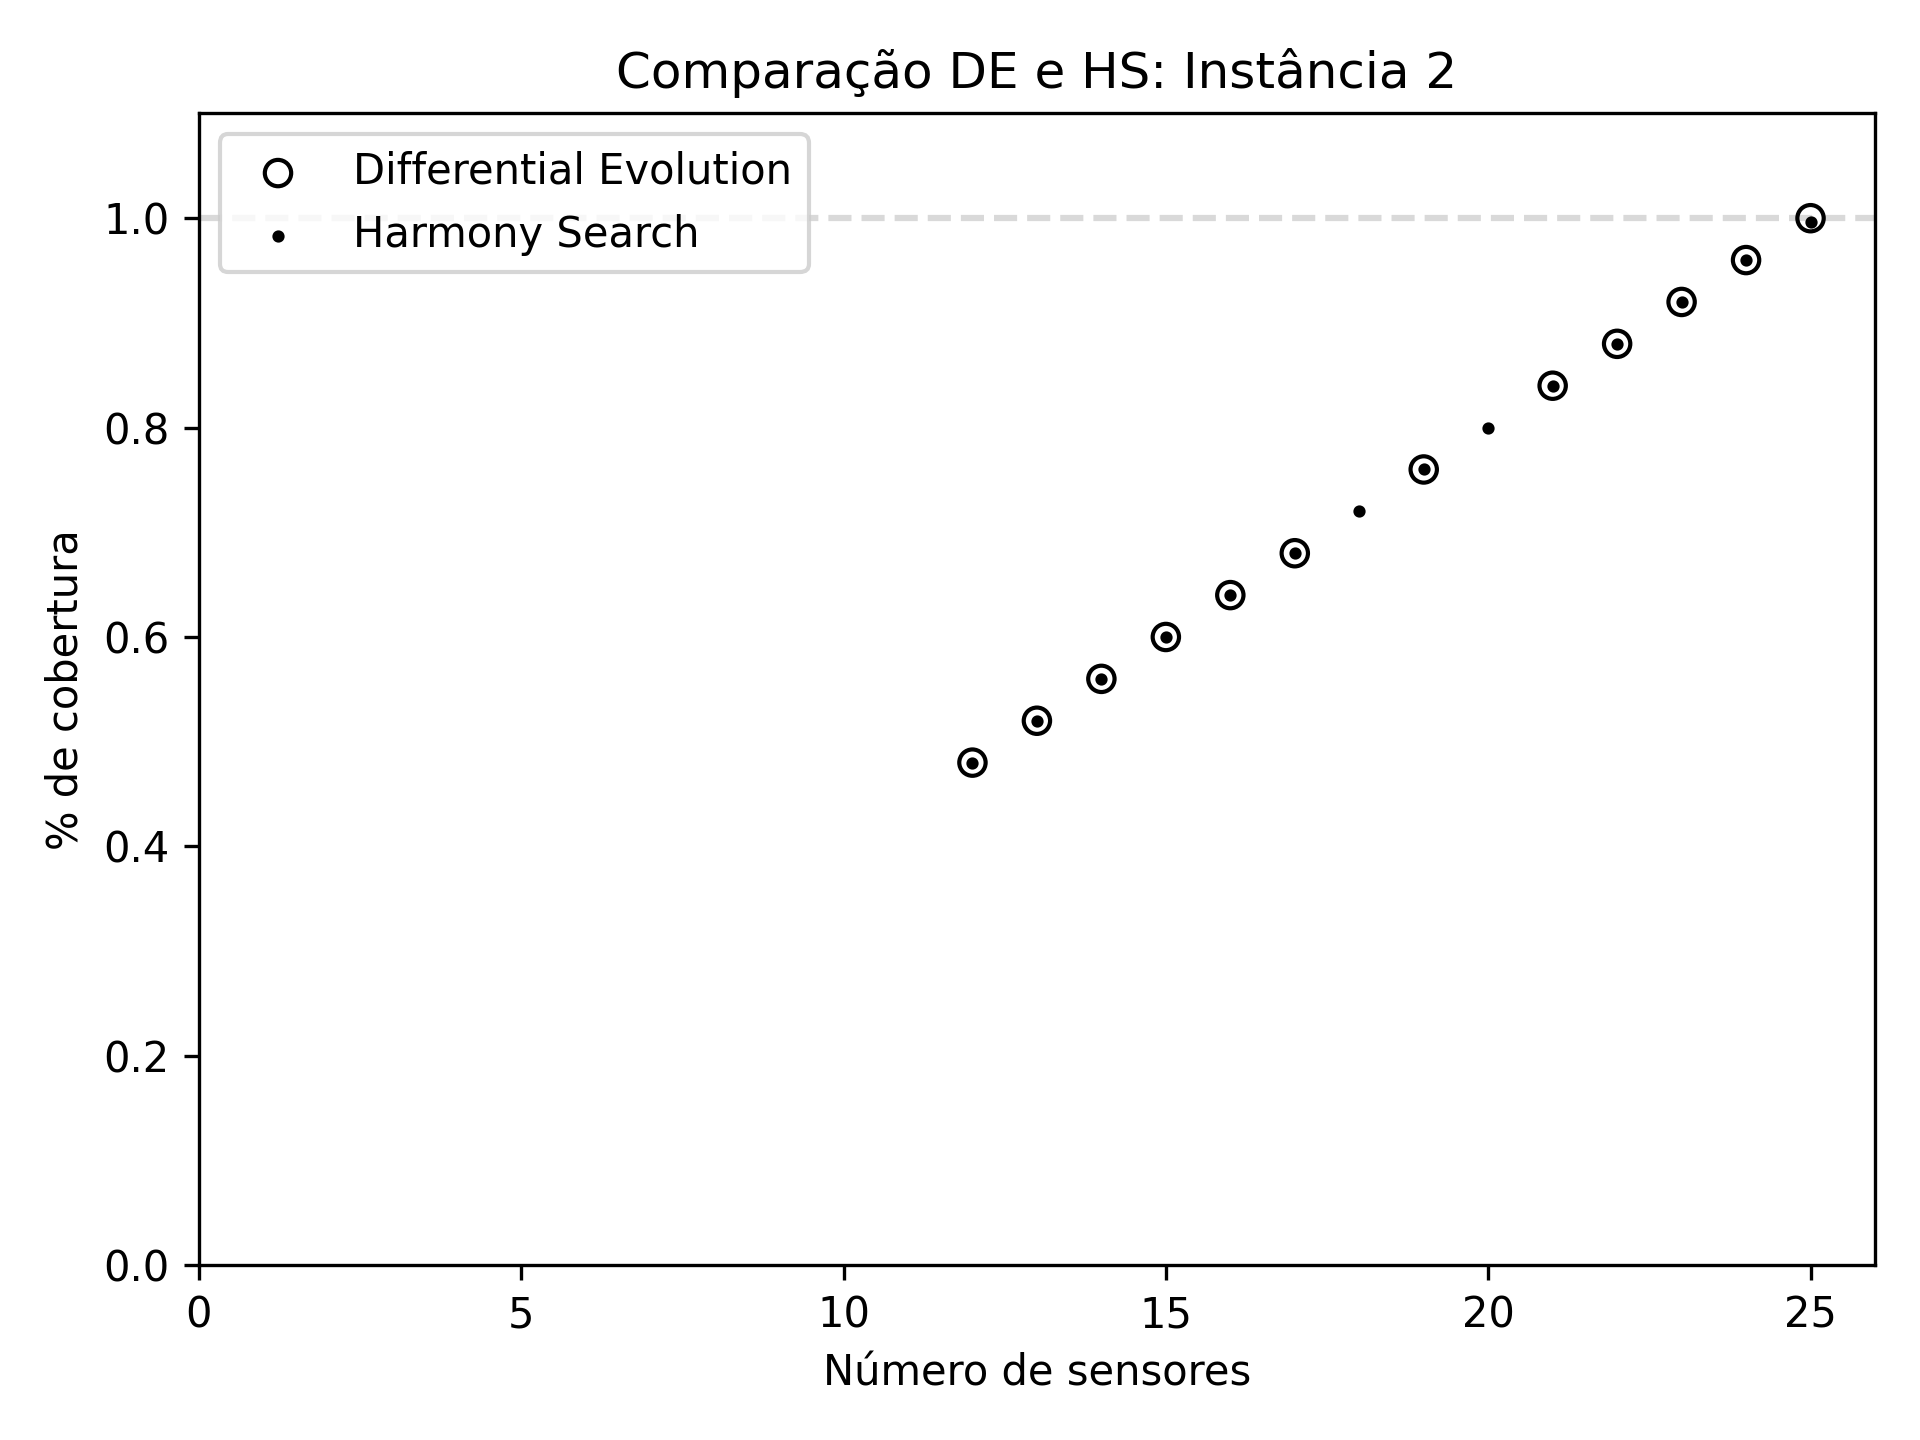 Comparação DE e HS: Instância 2
Differential Evolution
Harmony Search
% de cobertura
1.0
0.8
0.6
0.4
0.2
0.0
0 5 10 15 20 25
Número de sensores